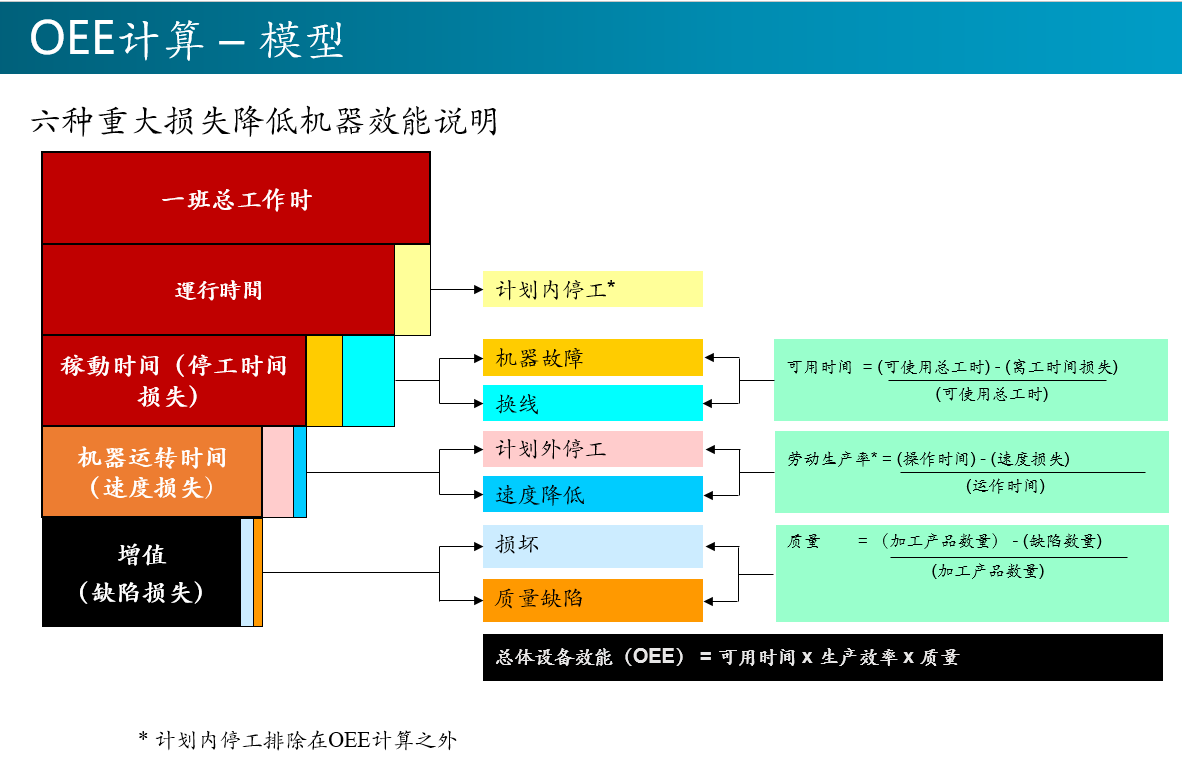 OEE计算 – 模型
六种重大损失降低机器效能说明
一班总工作时
運行時間
计划内停工*
稼動时间（停工时间
损失）
机器故障
换线
可用时间 = (可使用总工时) - (离工时间损失)
(可使用总工时)
机器运转时间
（速度损失）
计划外停工
速度降低
劳动生产率* = (操作时间) - (速度损失)
(运作时间)
增值
（缺陷损失）
损坏
质量缺陷
质量 = （加工产品数量） - (缺陷数量)
(加工产品数量)
总体设备效能（OEE） = 可用时间 x 生产效率 x 质量
* 计划内停工排除在OEE计算之外